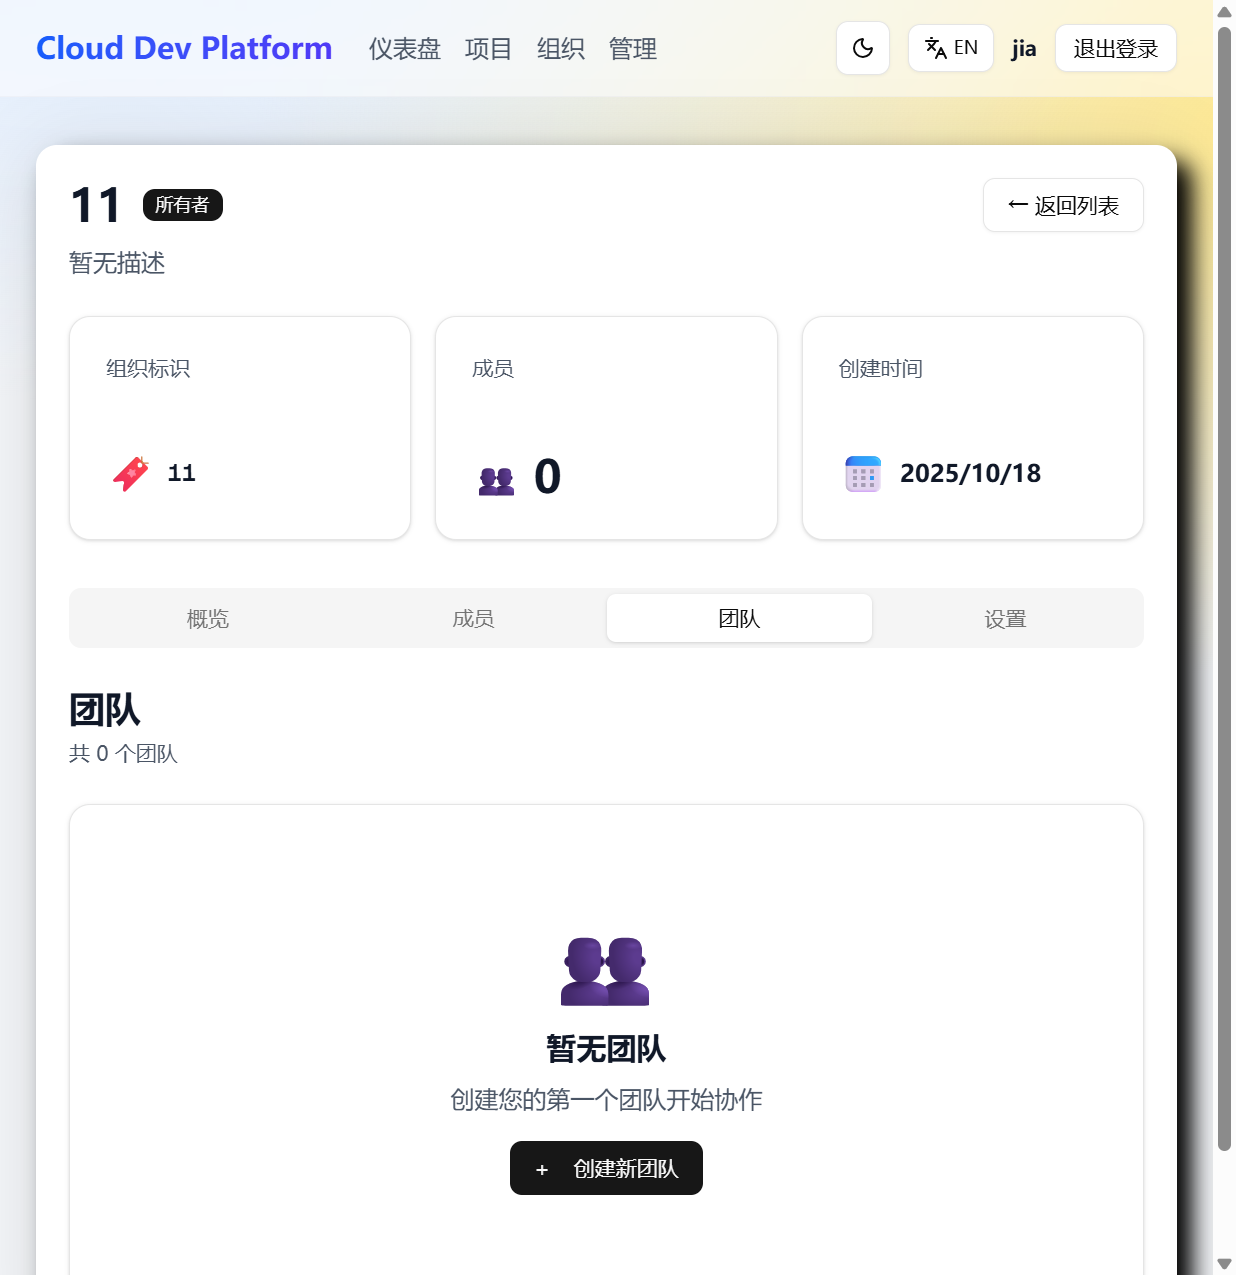 Cloud Dev Platform 仪表盘 项目 组织 管理 EN jia 退出登录
11 所有者 ← 返回列表
暂无描述
组织标识 成员 创建时间
11 0 2025/10/18
概览 成员 团队 设置
团队
共 0 个团队
暂无团队
创建您的第一个团队开始协作
+ 创建新团队